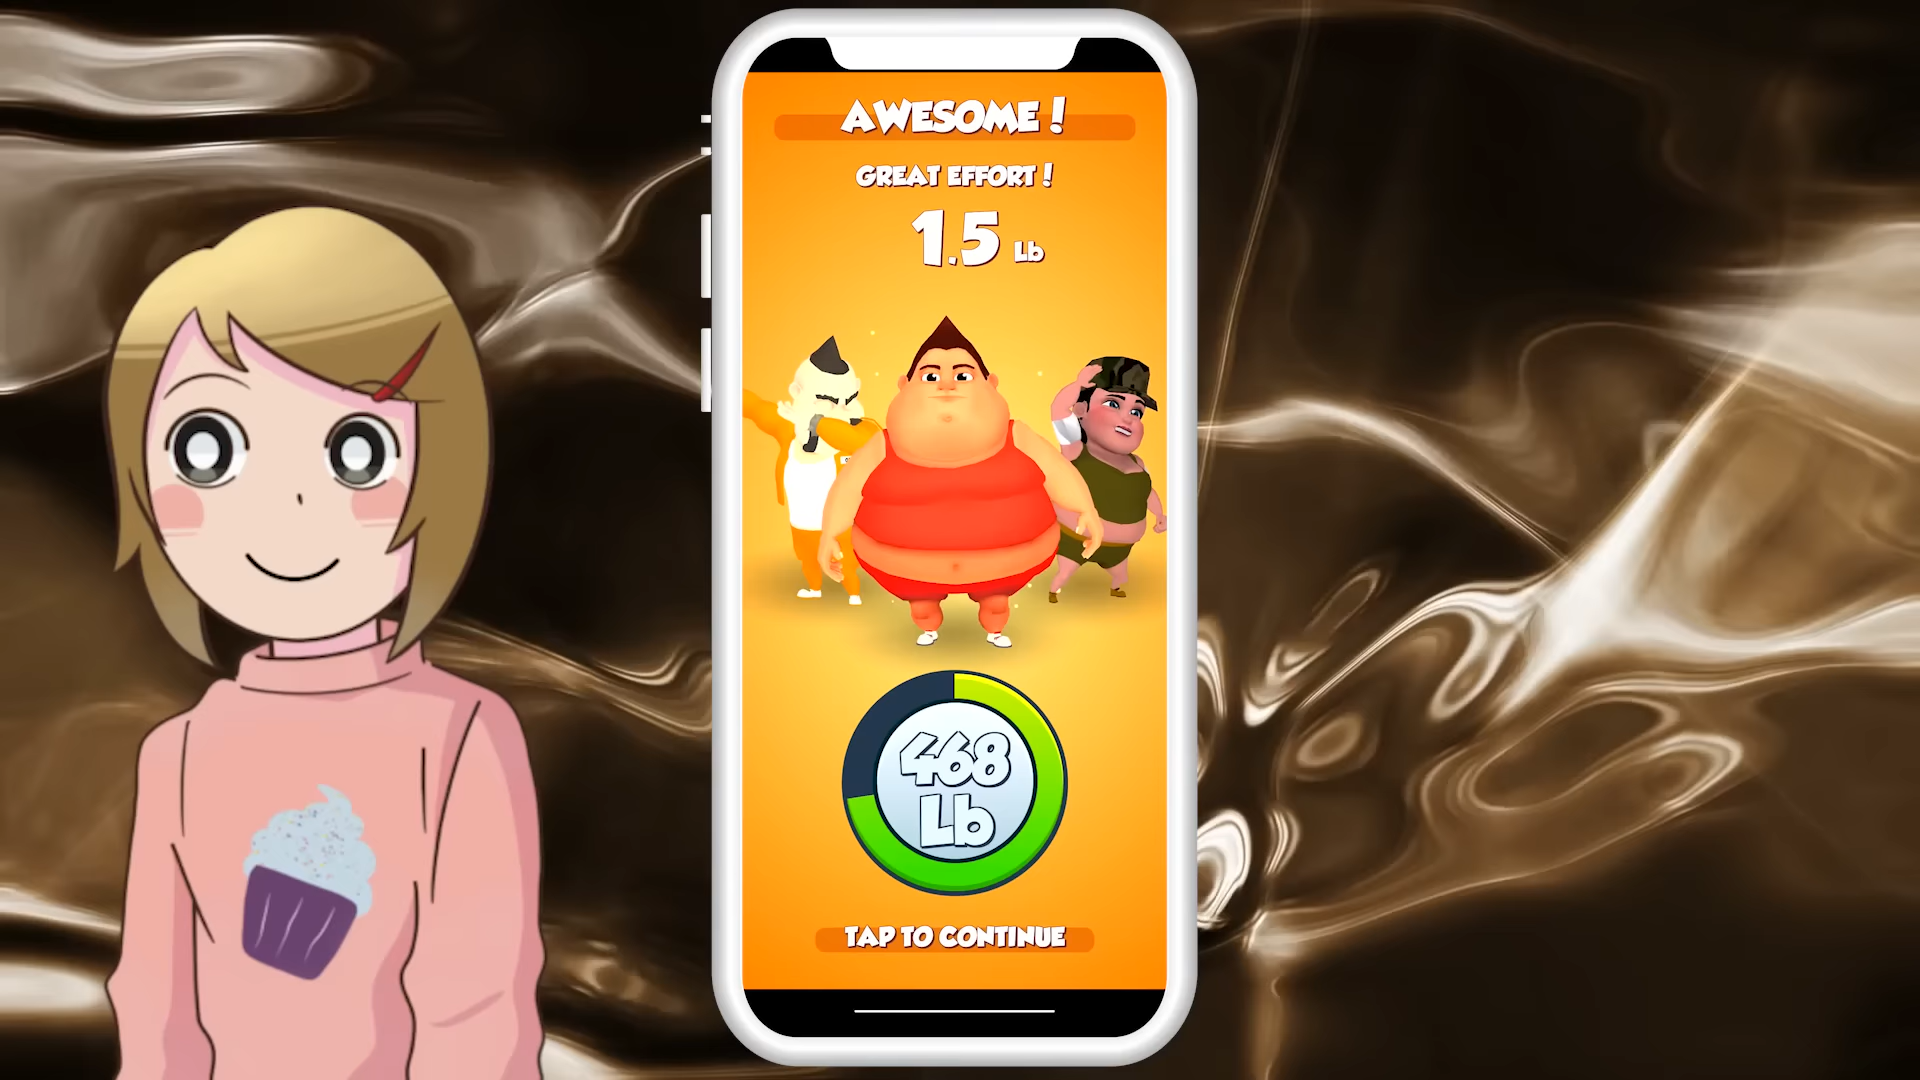 AWESOME!
GREAT EFFORT!
1.5 Lb
468
Lb
TAP TO CONTINUE